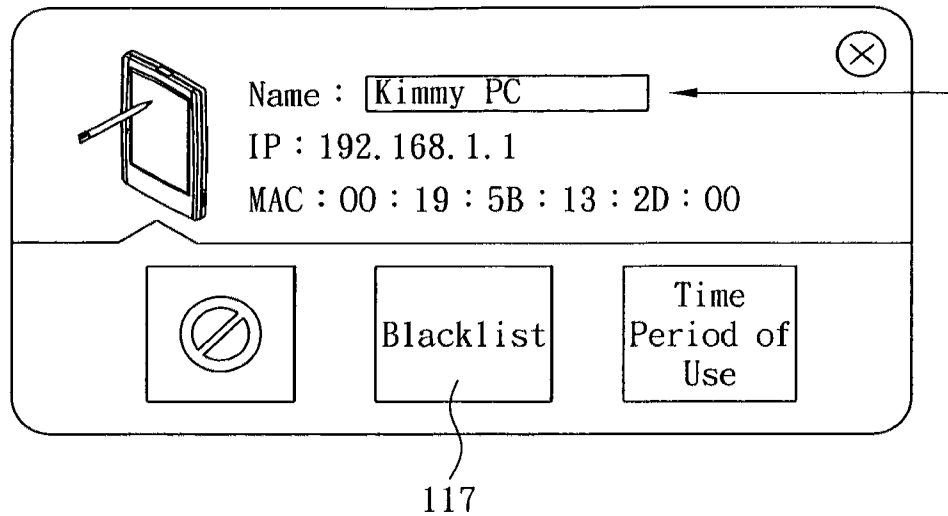 Name : Kimmy PC
IP : 192. 168. 1. 1
MAC : 00 : 19 : 5B : 13 : 2D : 00
Blacklist
Time
Period of
Use
117